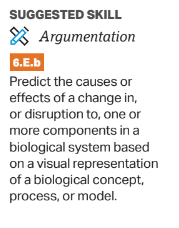 SUGGESTED SKILL
Argumentation
6.E.b
Predict the causes or
effects of a change in,
or disruption to, one or
more components in a
biological system based
on a visual representation
of a biological concept,
process, or model.